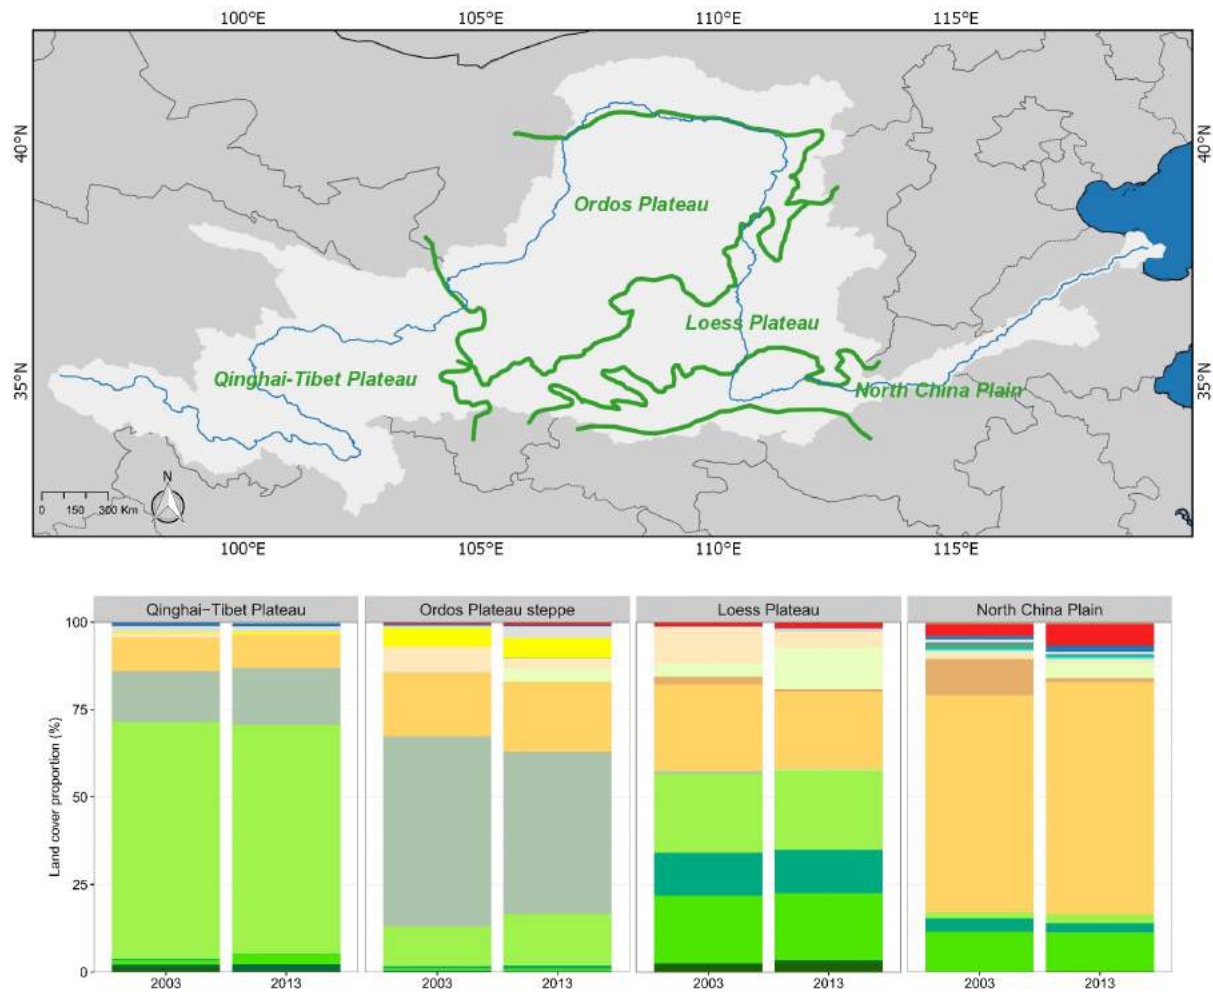 100°E 105°E 110°E 115°E
40°N 40°N
Ordos Plateau
Loess Plateau
Qinghai-Tibet Plateau
35°N 35°N
North China Plain
N
0 150 300 Km
100°E 105°E 110°E 115°E
Qinghai−Tibet Plateau Ordos Plateau steppe Loess Plateau North China Plain
100
75
50
25
0
Land cover proportion (%)
2003 2013 2003 2013 2003 2013 2003 2013